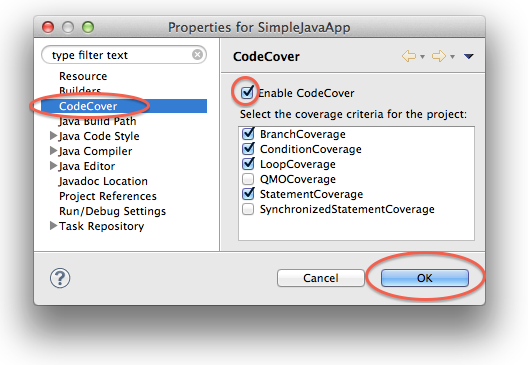 Properties for SimpleJavaApp
type filter text
Resource
Builders
CodeCover
Java Build Path
Java Code Style
Java Compiler
Java Editor
Javadoc Location
Project References
Run/Debug Settings
Task Repository
CodeCover
Enable CodeCover
Select the coverage criteria for the project:
BranchCoverage
ConditionCoverage
LoopCoverage
QMOCoverage
StatementCoverage
SynchronizedStatementCoverage
?
Cancel
OK